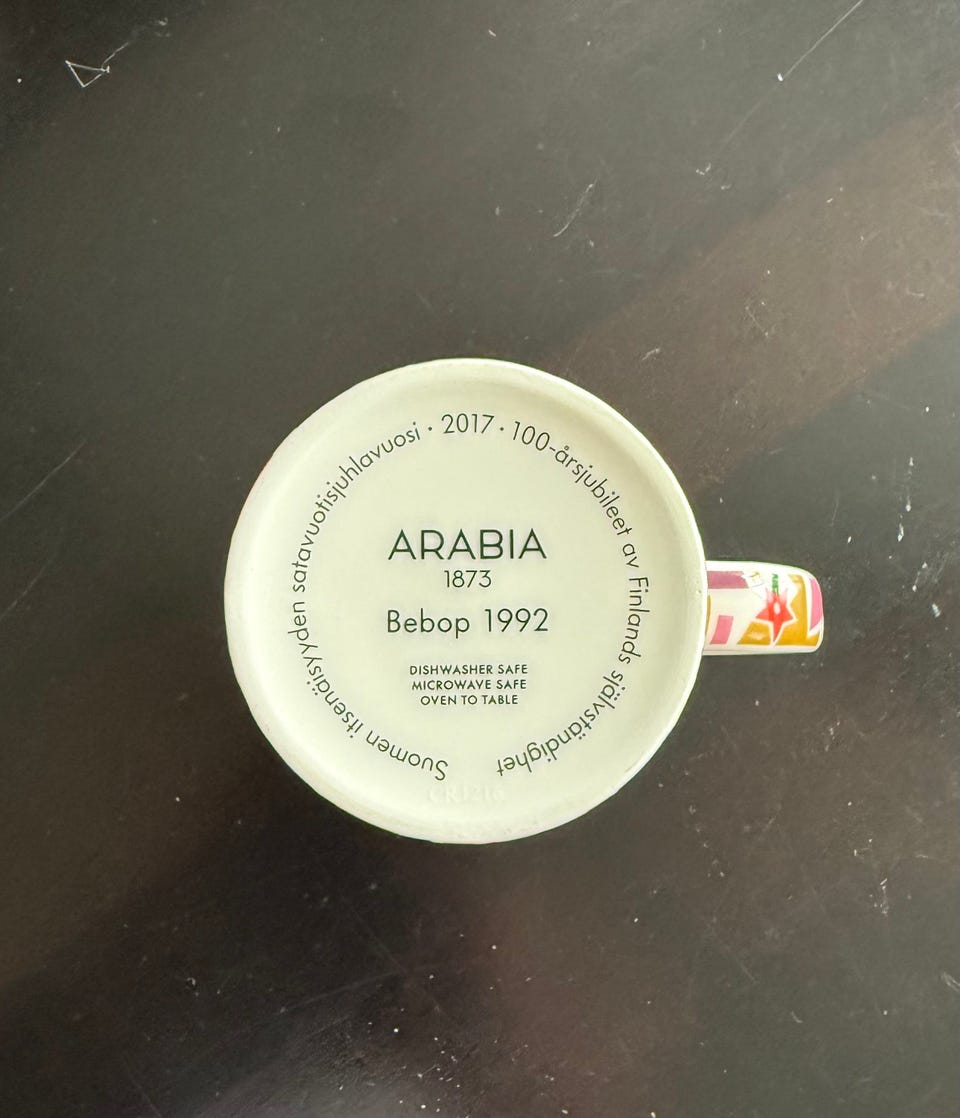 Suomen itsenäisyyden satavuotisjuhlavuosi · 2017 · 100-årsjubileet av Finlands självständighet
ARABIA
1873
Bebop 1992
DISHWASHER SAFE
MICROWAVE SAFE
OVEN TO TABLE